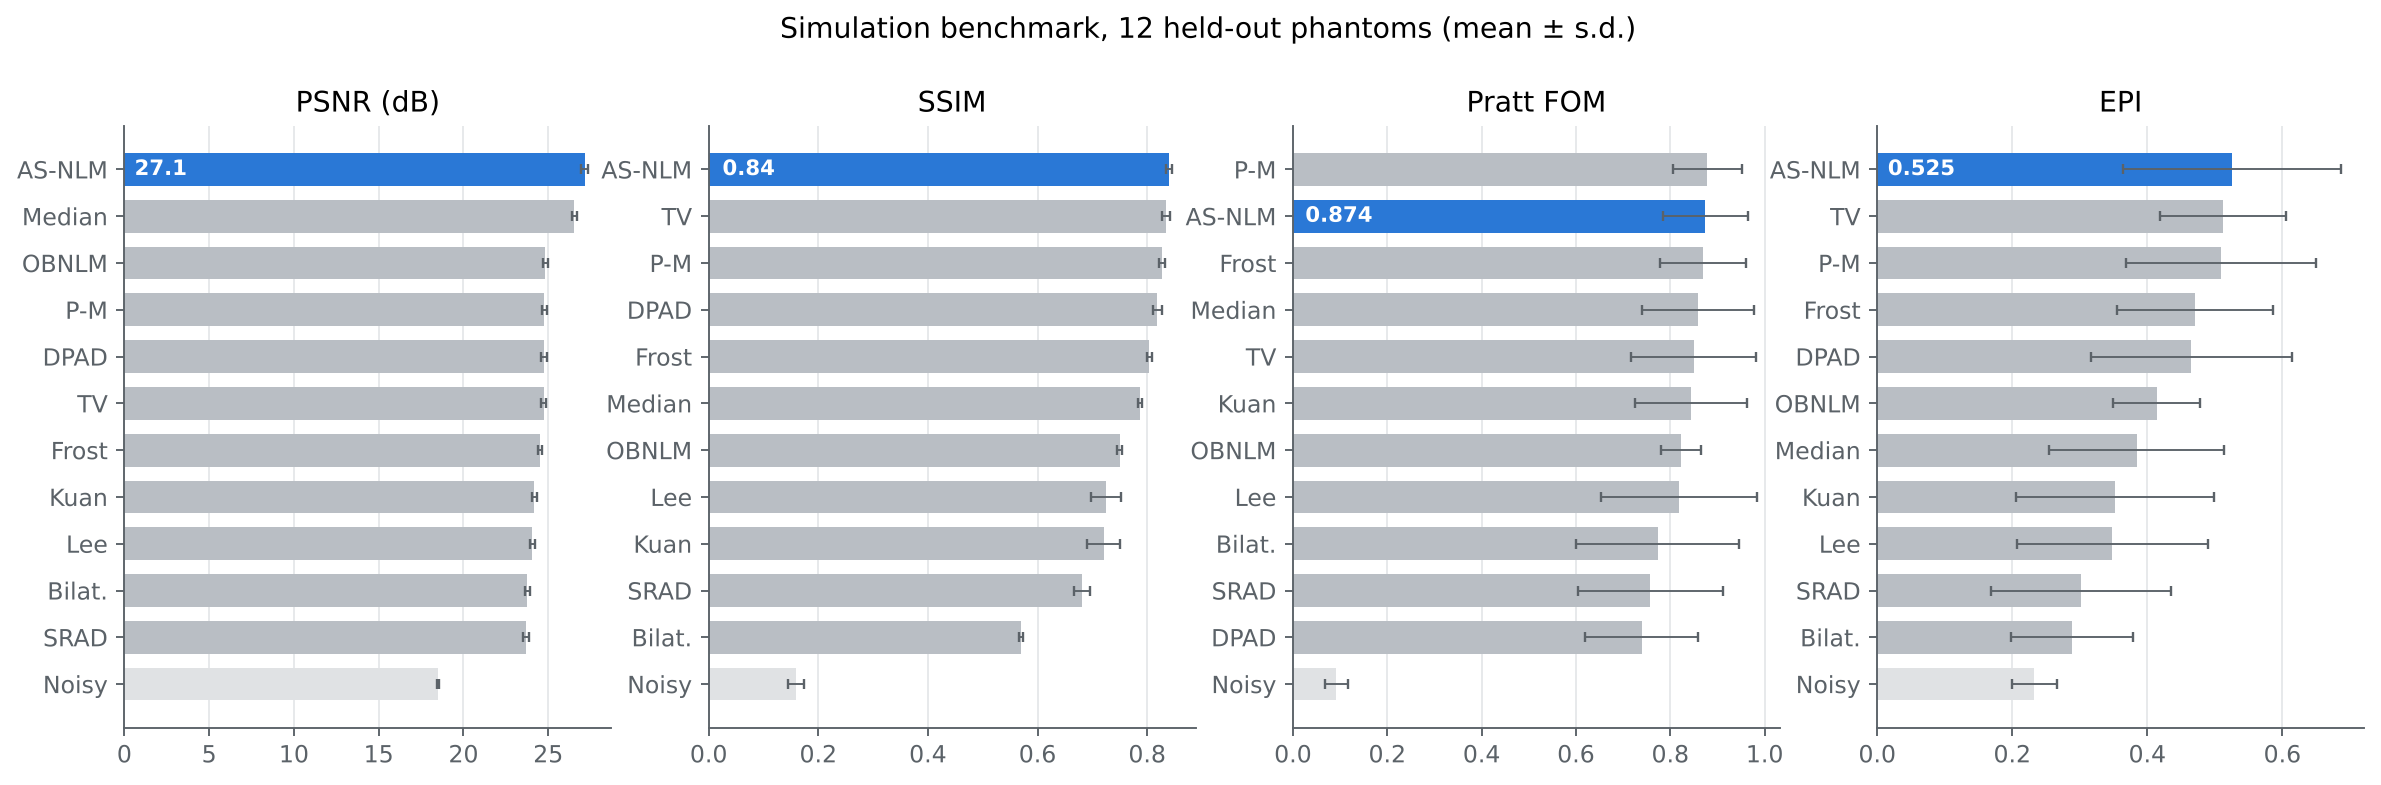 Simulation benchmark, 12 held-out phantoms (mean ± s.d.)
PSNR (dB)
AS-NLM
27.1
Median
OBNLM
P-M
DPAD
TV
Frost
Kuan
Lee
Bilat.
SRAD
Noisy
0 5 10 15 20 25
SSIM
AS-NLM
0.84
TV
P-M
DPAD
Frost
Median
OBNLM
Lee
Kuan
SRAD
Bilat.
Noisy
0.0 0.2 0.4 0.6 0.8
Pratt FOM
P-M
AS-NLM
0.874
Frost
Median
TV
Kuan
OBNLM
Lee
Bilat.
SRAD
DPAD
Noisy
0.0 0.2 0.4 0.6 0.8 1.0
EPI
AS-NLM
0.525
TV
P-M
Frost
DPAD
OBNLM
Median
Kuan
Lee
SRAD
Bilat.
Noisy
0.0 0.2 0.4 0.6